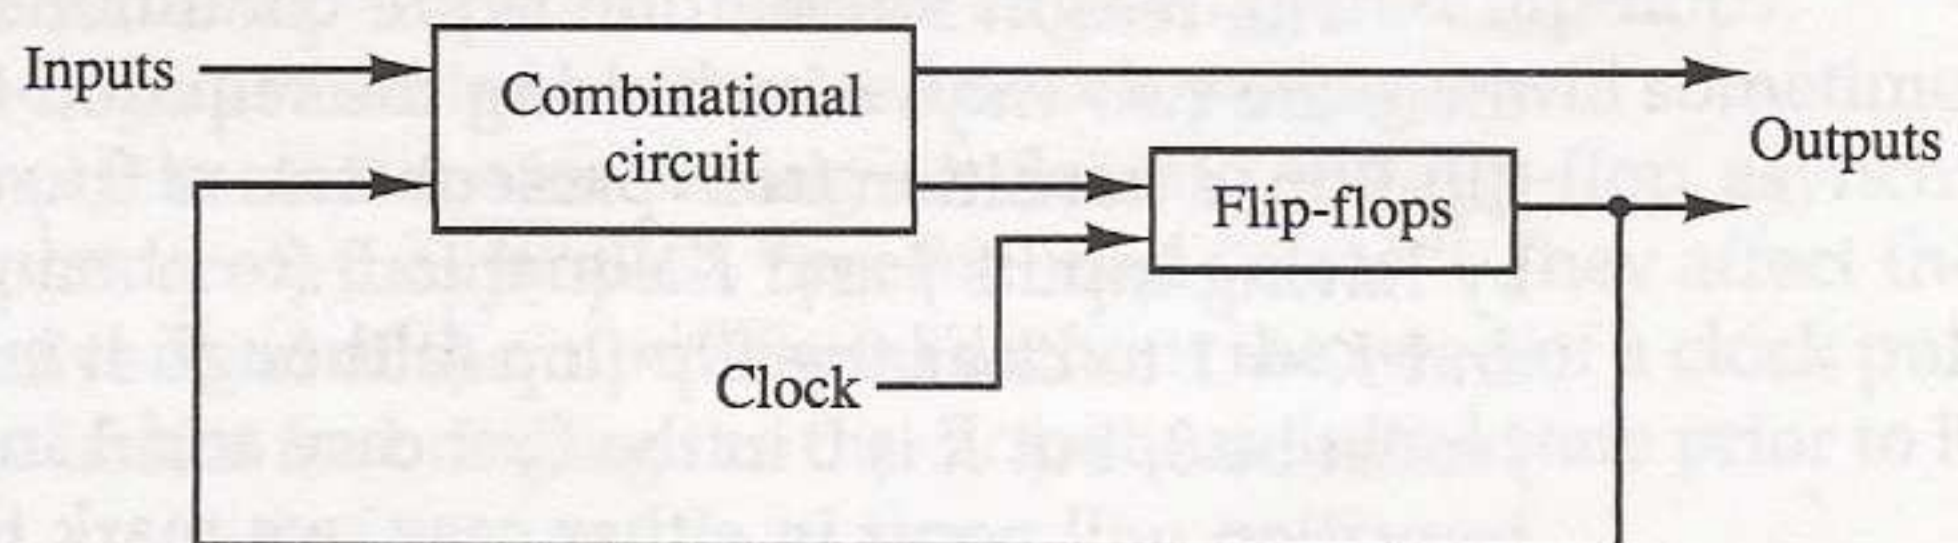 Inputs
Combinational
circuit
Outputs
Flip-flops
Clock